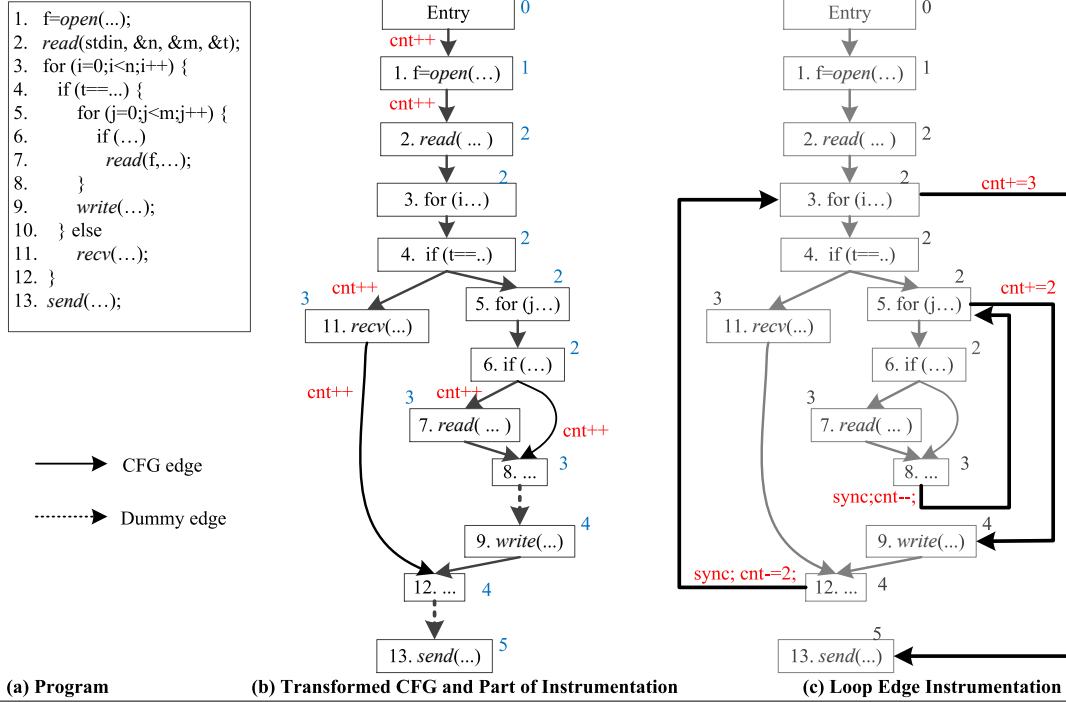 1. f=open(...);
2. read(stdin, &n, &m, &t);
3. for (i=0;i<n;i++) {
4. if (t==...) {
5. for (j=0;j<m;j++) {
6. if (…)
7. read(f,…);
8. }
9. write(…);
10. } else
11. recv(…);
12. }
13. send(…);
CFG edge
Dummy edge
(a) Program
Entry
0
cnt++
1. f=open(…)
1
cnt++
2. read( ... )
2
2
3. for (i…)
4. if (t==..)
2
cnt++
3
11. recv(...)
2
5. for (j…)
cnt++
6. if (…)
2
cnt++
3
7. read( ... )
cnt++
8. ...
3
4
9. write(...)
12. ...
4
5
13. send(...)
(b) Transformed CFG and Part of Instrumentation
Entry
0
1. f=open(…)
1
2. read( ... )
2
2
3. for (i…)
cnt+=3
4. if (t==..)
2
3
11. recv(...)
2
5. for (j…)
cnt+=2
6. if (…)
2
3
7. read( ... )
8. ...
3
sync;cnt--;
4
9. write(...)
sync; cnt-=2;
12. ...
4
5
13. send(...)
(c) Loop Edge Instrumentation